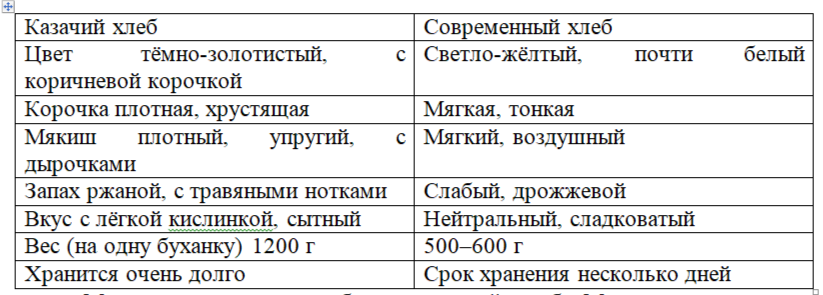 Казачий хлеб Современный хлеб
Цвет тёмно-золотистый, с Светло-жёлтый, почти белый
коричневой корочкой
Корочка плотная, хрустящая Мягкая, тонкая
Мякиш плотный, упругий, с Мягкий, воздушный
дырочками
Запах ржаной, с травяными нотками Слабый, дрожжевой
Вкус с лёгкой кислинкой, сытный Нейтральный, сладковатый
Вес (на одну буханку) 1200 г 500–600 г
Хранится очень долго Срок хранения несколько дней